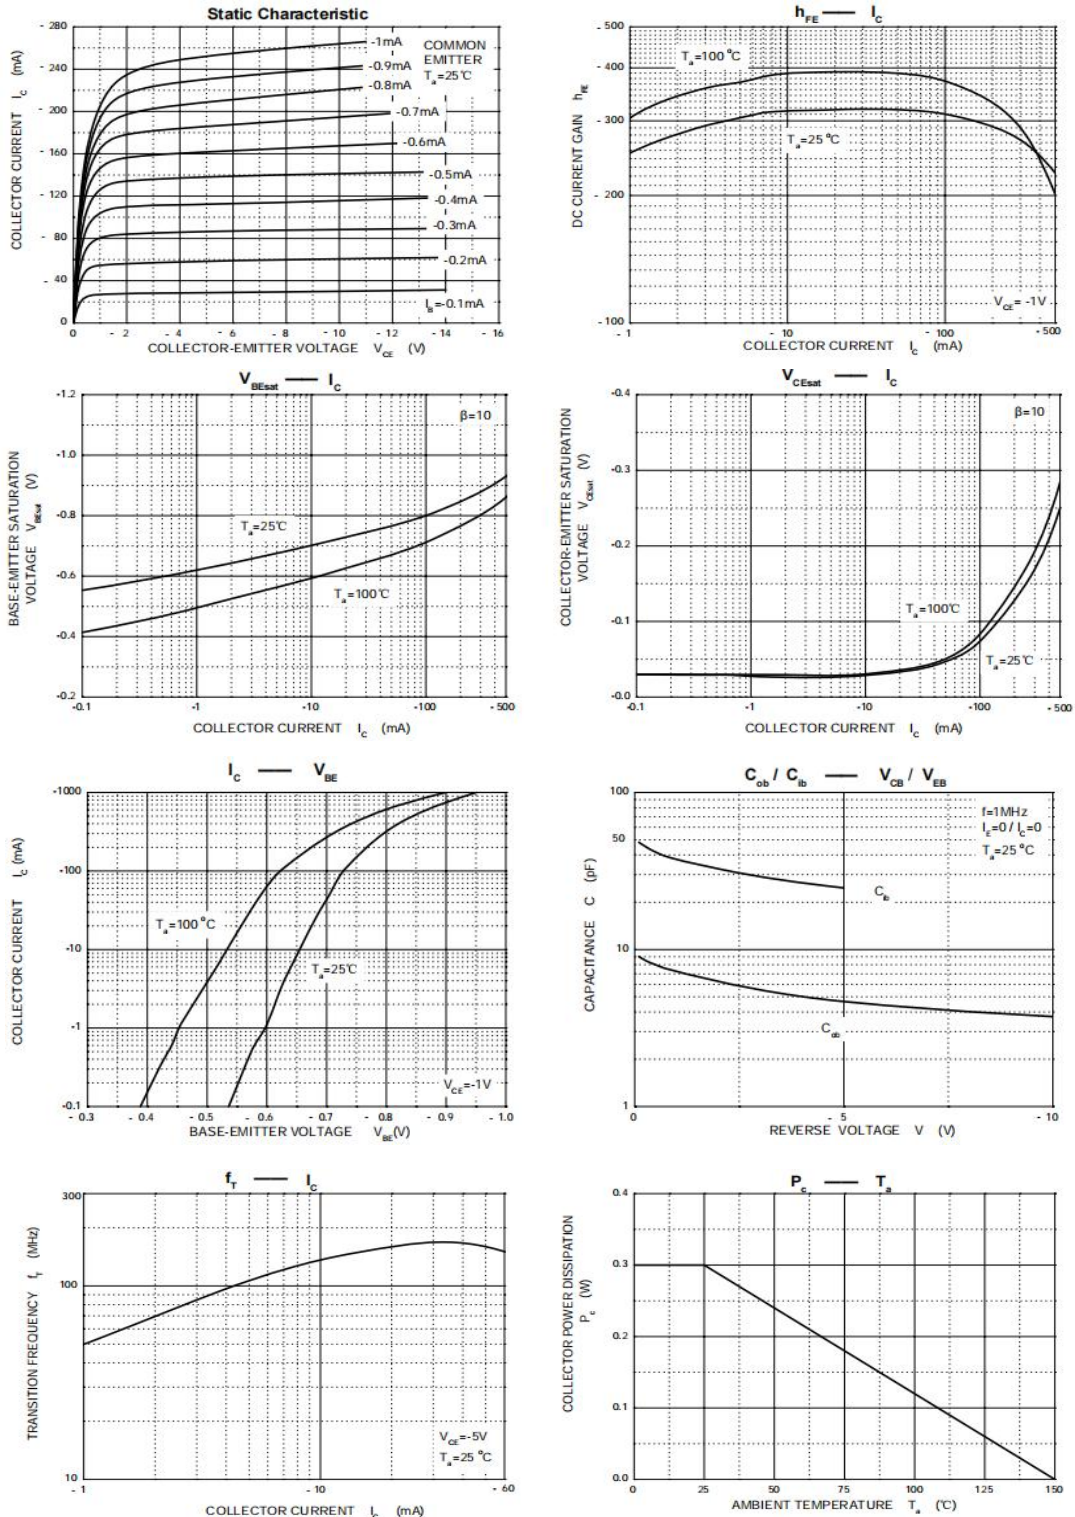 Static Characteristic
COLLECTOR CURRENT I_C (mA)
- 280
- 240
- 200
- 160
- 120
- 80
- 40
0
-1mA
-0.9mA
-0.8mA
-0.7mA
-0.6mA
-0.5mA
-0.4mA
-0.3mA
-0.2mA
I_B=-0.1mA
COMMON
EMITTER
T_a=25℃
0 - 2 - 4 - 6 - 8 - 10 - 12 - 14 - 16
COLLECTOR-EMITTER VOLTAGE V_CE (V)
h_FE —— I_C
DC CURRENT GAIN h_FE
- 500
- 400
- 300
- 200
- 100
T_a=100 °C
T_a=25 °C
V_CE= -1V
- 1 - 10 - 100 - 500
COLLECTOR CURRENT I_C (mA)
V_BEsat —— I_C
BASE-EMITTER SATURATION
VOLTAGE V_BEsat (V)
-1.2
-1.0
-0.8
-0.6
-0.4
-0.2
β=10
T_a=25℃
T_a=100℃
-0.1 -1 -10 -100 - 500
COLLECTOR CURRENT I_C (mA)
V_CEsat —— I_C
COLLECTOR-EMITTER SATURATION
VOLTAGE V_CEsat (V)
-0.4
-0.3
-0.2
-0.1
-0.0
β=10
T_a=100℃
T_a=25℃
-0.1 -1 -10 -100 - 500
COLLECTOR CURRENT I_C (mA)
I_C —— V_BE
COLLECTOR CURRENT I_C (mA)
-1000
-100
-10
-1
-0.1
T_a=100 °C
T_a=25℃
V_CE=-1V
- 0.3 - 0.4 - 0.5 - 0.6 - 0.7 - 0.8 - 0.9 - 1.0
BASE-EMITTER VOLTAGE V_BE(V)
C_ob / C_ib —— V_CB / V_EB
CAPACITANCE C (pF)
100
50
10
1
f=1MHz
I_E=0 / I_C=0
T_a=25 °C
C_ib
C_ob
0 - 5 - 10
REVERSE VOLTAGE V (V)
f_T —— I_C
TRANSITION FREQUENCY f_T (MHz)
300
100
10
V_CE=-5V
T_a=25 °C
- 1 - 10 - 60
COLLECTOR CURRENT I_C (mA)
P_c —— T_a
COLLECTOR POWER DISSIPATION
P_c (W)
0.4
0.3
0.2
0.1
0.0
0 25 50 75 100 125 150
AMBIENT TEMPERATURE T_a (℃)